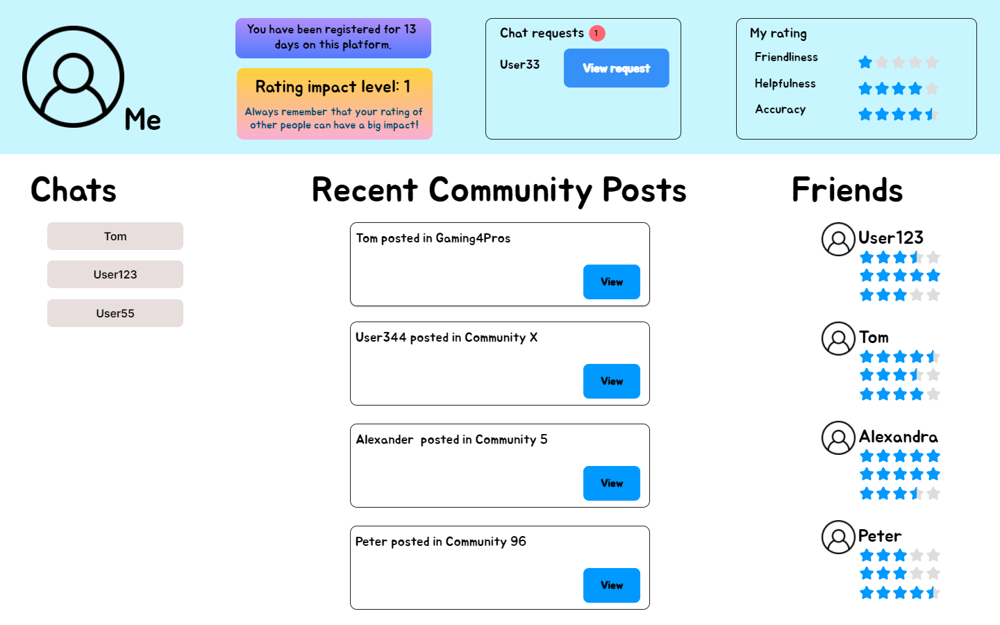 Me
You have been registered for 13
days on this platform.
Rating impact level: 1
Always remember that your rating of
other people can have a big impact!
Chat requests 1
User33
View request
My rating
Friendliness
Helpfulness
Accuracy
Chats
Tom
User123
User55
Recent Community Posts
Tom posted in Gaming4Pros
View
User344 posted in Community X
View
Alexander  posted in Community 5
View
Peter posted in Community 96
View
Friends
User123
Tom
Alexandra
Peter